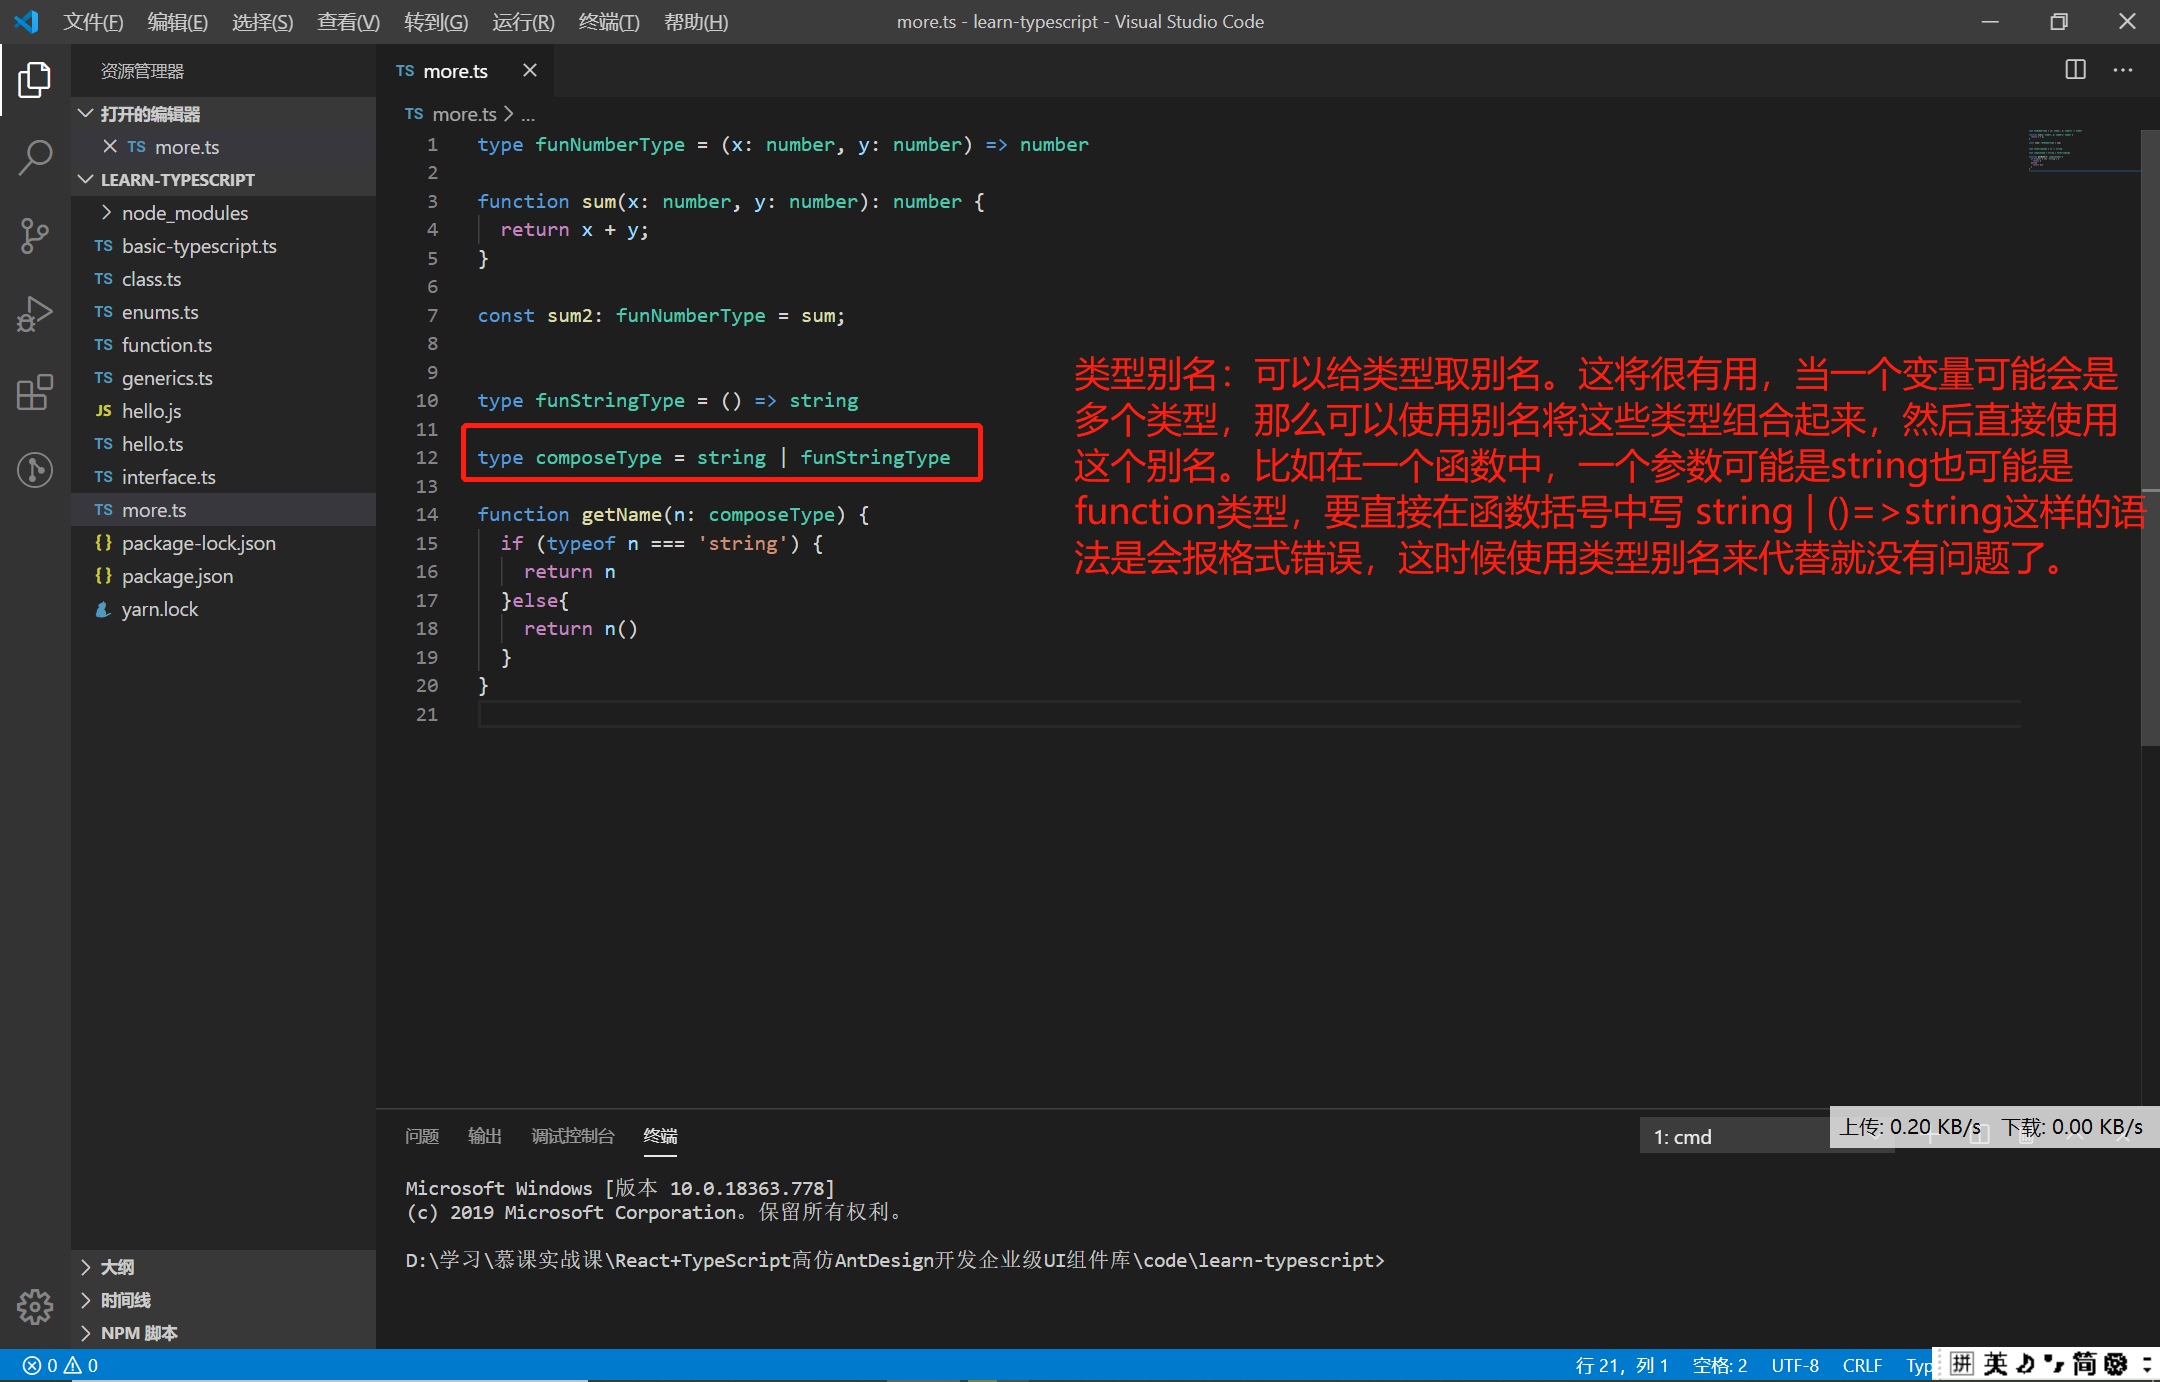 文件(F) 编辑(E) 选择(S) 查看(V) 转到(G) 运行(R) 终端(T) 帮助(H)
more.ts - learn-typescript - Visual Studio Code
资源管理器
打开的编辑器
TS more.ts
LEARN-TYPESCRIPT
node_modules
TS basic-typescript.ts
TS class.ts
TS enums.ts
TS function.ts
TS generics.ts
JS hello.js
TS hello.ts
TS interface.ts
TS more.ts
{} package-lock.json
{} package.json
yarn.lock
大纲
时间线
NPM 脚本
TS more.ts
TS more.ts > ...
1 type funNumberType = (x: number, y: number) => number
2
3 function sum(x: number, y: number): number {
4 return x + y;
5 }
6
7 const sum2: funNumberType = sum;
8
9
10 type funStringType = () => string
11
12 type composeType = string | funStringType
13
14 function getName(n: composeType) {
15 if (typeof n === 'string') {
16 return n
17 }else{
18 return n()
19 }
20 }
21
类型别名：可以给类型取别名。这将很有用，当一个变量可能会是
多个类型，那么可以使用别名将这些类型组合起来，然后直接使用
这个别名。比如在一个函数中，一个参数可能是string也可能是
function类型，要直接在函数括号中写 string | ()=>string这样的语
法是会报格式错误，这时候使用类型别名来代替就没有问题了。
问题 输出 调试控制台 终端
1: cmd
上传: 0.20 KB/s 下载: 0.00 KB/s
Microsoft Windows [版本 10.0.18363.778]
(c) 2019 Microsoft Corporation。保留所有权利。
D:\学习\慕课实战课\React+TypeScript高仿AntDesign开发企业级UI组件库\code\learn-typescript>
0 0
行 21，列 1 空格: 2 UTF-8 CRLF Typ
拼 英 简